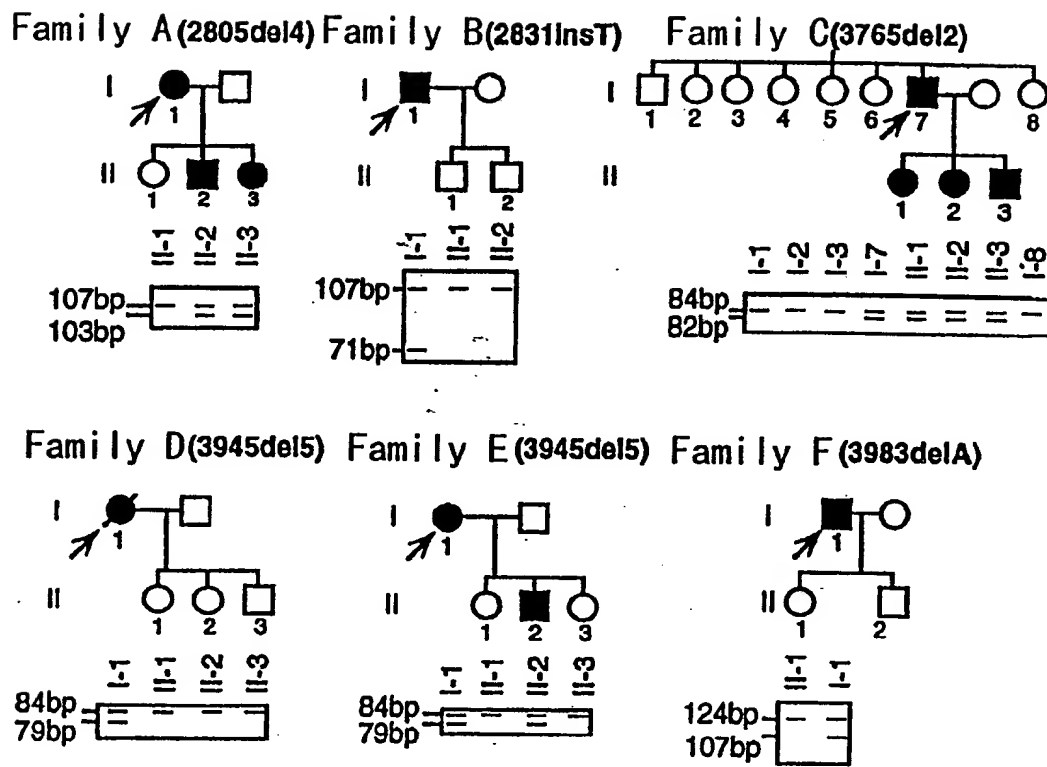 Family A(2805del4)
I
1
II
1 2 3
II-1 II-2 II-3
107bp
103bp
Family B(2831InsT)
1
II
1 2
I-1 II-1 II-2
107bp
71bp
Family C(3765del2)
I
1 2 3 4 5 6 7 8
II
1 2 3
I-1 I-2 I-3 I-7 II-1 II-2 II-3 I-8
84bp
82bp
Family D(3945del5)
I
1
II
1 2 3
I-1 II-1 II-2 II-3
84bp
79bp
Family E(3945del5)
I
1
II
1 2 3
I-1 II-1 II-2 II-3
84bp
79bp
Family F(3983delA)
I
1
II
1 2
II-1 I-1
124bp
107bp